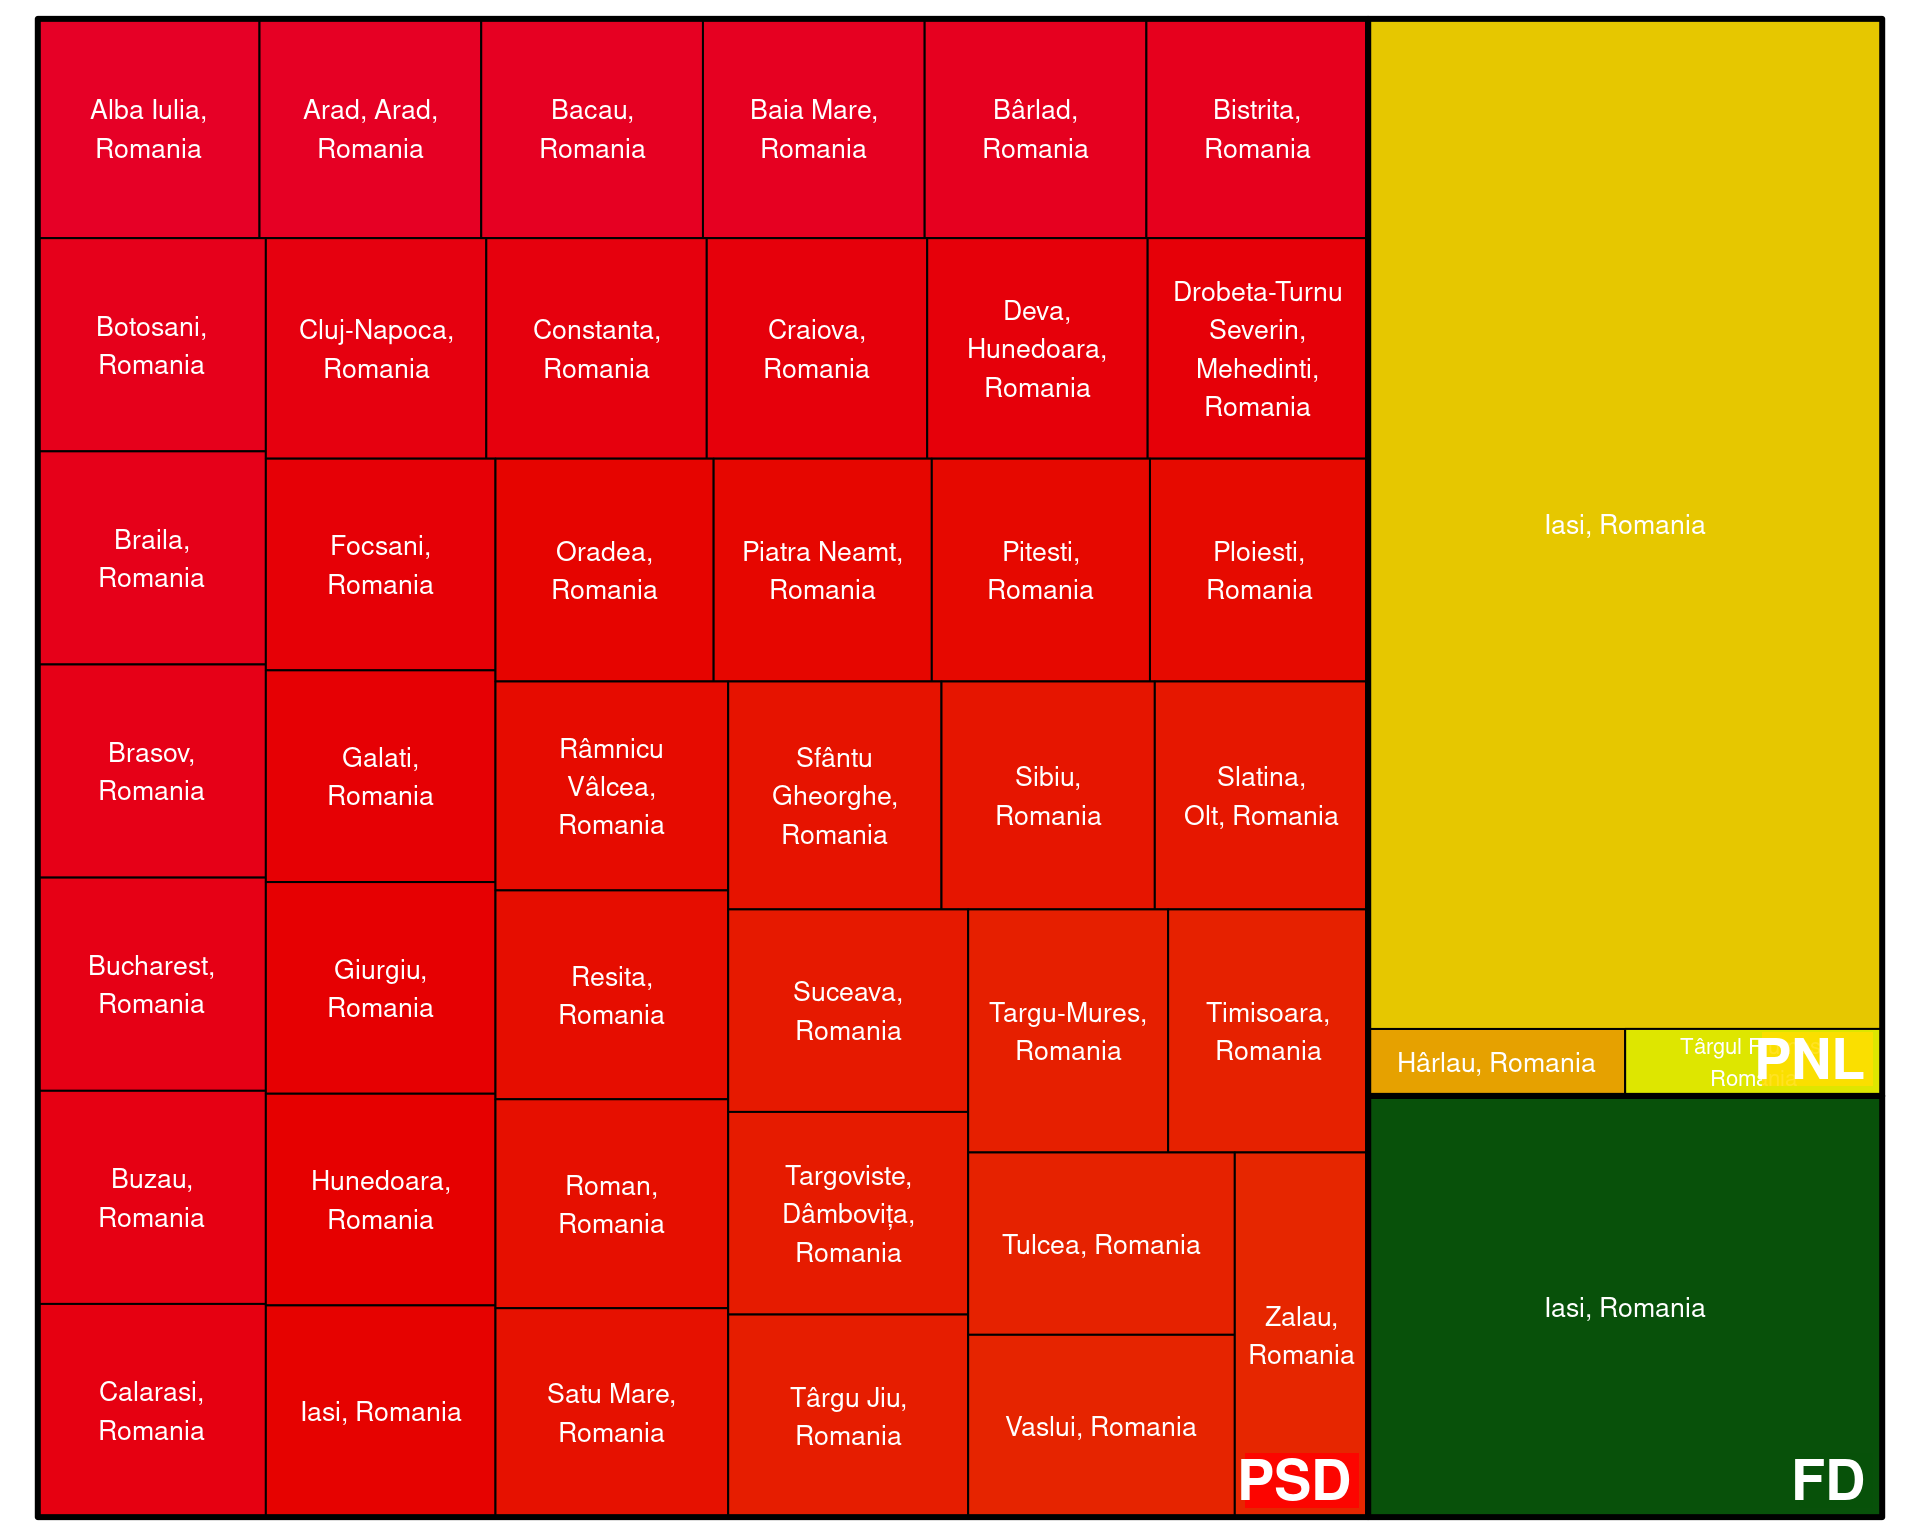 Alba Iulia,
Romania
Arad, Arad,
Romania
Bacau,
Romania
Baia Mare,
Romania
Bârlad,
Romania
Bistrita,
Romania
Botosani,
Romania
Cluj-Napoca,
Romania
Constanta,
Romania
Craiova,
Romania
Deva,
Hunedoara,
Romania
Drobeta-Turnu
Severin,
Mehedinti,
Romania
Braila,
Romania
Focsani,
Romania
Oradea,
Romania
Piatra Neamt,
Romania
Pitesti,
Romania
Ploiesti,
Romania
Brasov,
Romania
Galati,
Romania
Râmnicu
Vâlcea,
Romania
Sfântu
Gheorghe,
Romania
Sibiu,
Romania
Slatina,
Olt, Romania
Bucharest,
Romania
Giurgiu,
Romania
Resita,
Romania
Suceava,
Romania
Targu-Mures,
Romania
Timisoara,
Romania
Buzau,
Romania
Hunedoara,
Romania
Roman,
Romania
Targoviste,
Dâmbovița,
Romania
Tulcea, Romania
Zalau,
Romania
Calarasi,
Romania
Iasi, Romania
Satu Mare,
Romania
Târgu Jiu,
Romania
Vaslui, Romania
PSD
Iasi, Romania
Hârlau, Romania
Târgul
Romania
PNL
Iasi, Romania
FD